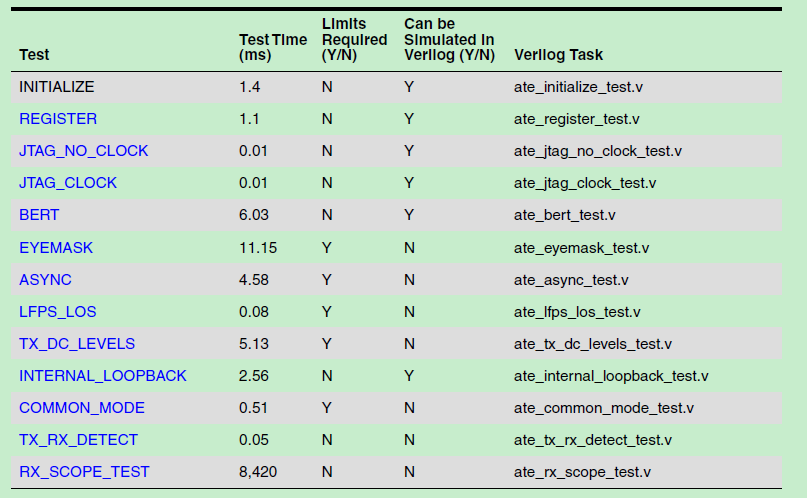 Test Test Time (ms) Limits Required (Y/N) Can be Simulated in Verilog (Y/N) Verilog Task
INITIALIZE 1.4 N Y ate_initialize_test.v
REGISTER 1.1 N Y ate_register_test.v
JTAG_NO_CLOCK 0.01 N Y ate_jtag_no_clock_test.v
JTAG_CLOCK 0.01 N Y ate_jtag_clock_test.v
BERT 6.03 N Y ate_bert_test.v
EYEMASK 11.15 Y N ate_eyemask_test.v
ASYNC 4.58 Y N ate_async_test.v
LFPS_LOS 0.08 Y N ate_lfps_los_test.v
TX_DC_LEVELS 5.13 Y N ate_tx_dc_levels_test.v
INTERNAL_LOOPBACK 2.56 N Y ate_internal_loopback_test.v
COMMON_MODE 0.51 Y N ate_common_mode_test.v
TX_RX_DETECT 0.05 N N ate_tx_rx_detect_test.v
RX_SCOPE_TEST 8,420 N N ate_rx_scope_test.v